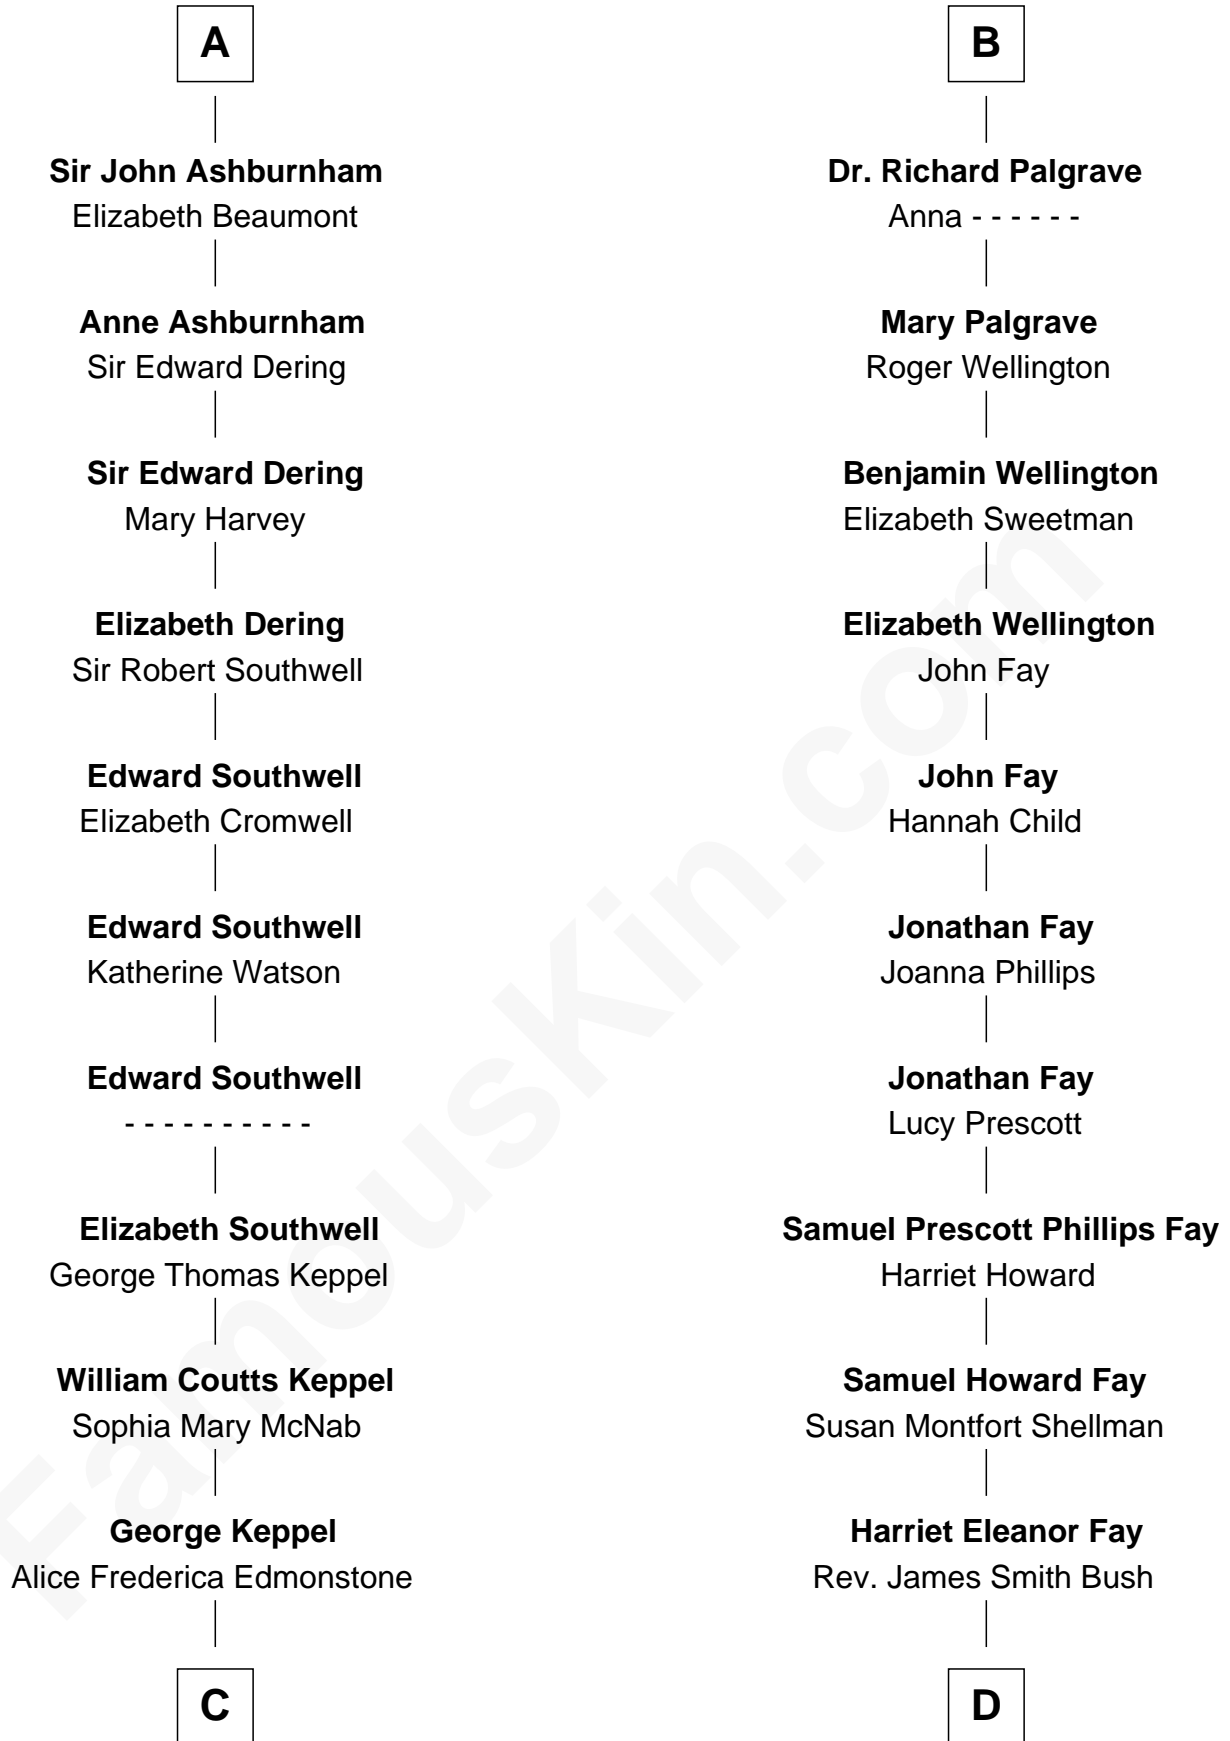 A
Sir John Ashburnham
Elizabeth Beaumont
Anne Ashburnham
Sir Edward Dering
Sir Edward Dering
Mary Harvey
Elizabeth Dering
Sir Robert Southwell
Edward Southwell
Elizabeth Cromwell
Edward Southwell
Katherine Watson
Edward Southwell
- - - - - - - - - -
Elizabeth Southwell
George Thomas Keppel
William Coutts Keppel
Sophia Mary McNab
George Keppel
Alice Frederica Edmonstone
C
B
Dr. Richard Palgrave
Anna - - - - - -
Mary Palgrave
Roger Wellington
Benjamin Wellington
Elizabeth Sweetman
Elizabeth Wellington
John Fay
John Fay
Hannah Child
Jonathan Fay
Joanna Phillips
Jonathan Fay
Lucy Prescott
Samuel Prescott Phillips Fay
Harriet Howard
Samuel Howard Fay
Susan Montfort Shellman
Harriet Eleanor Fay
Rev. James Smith Bush
D
FamousKin.com